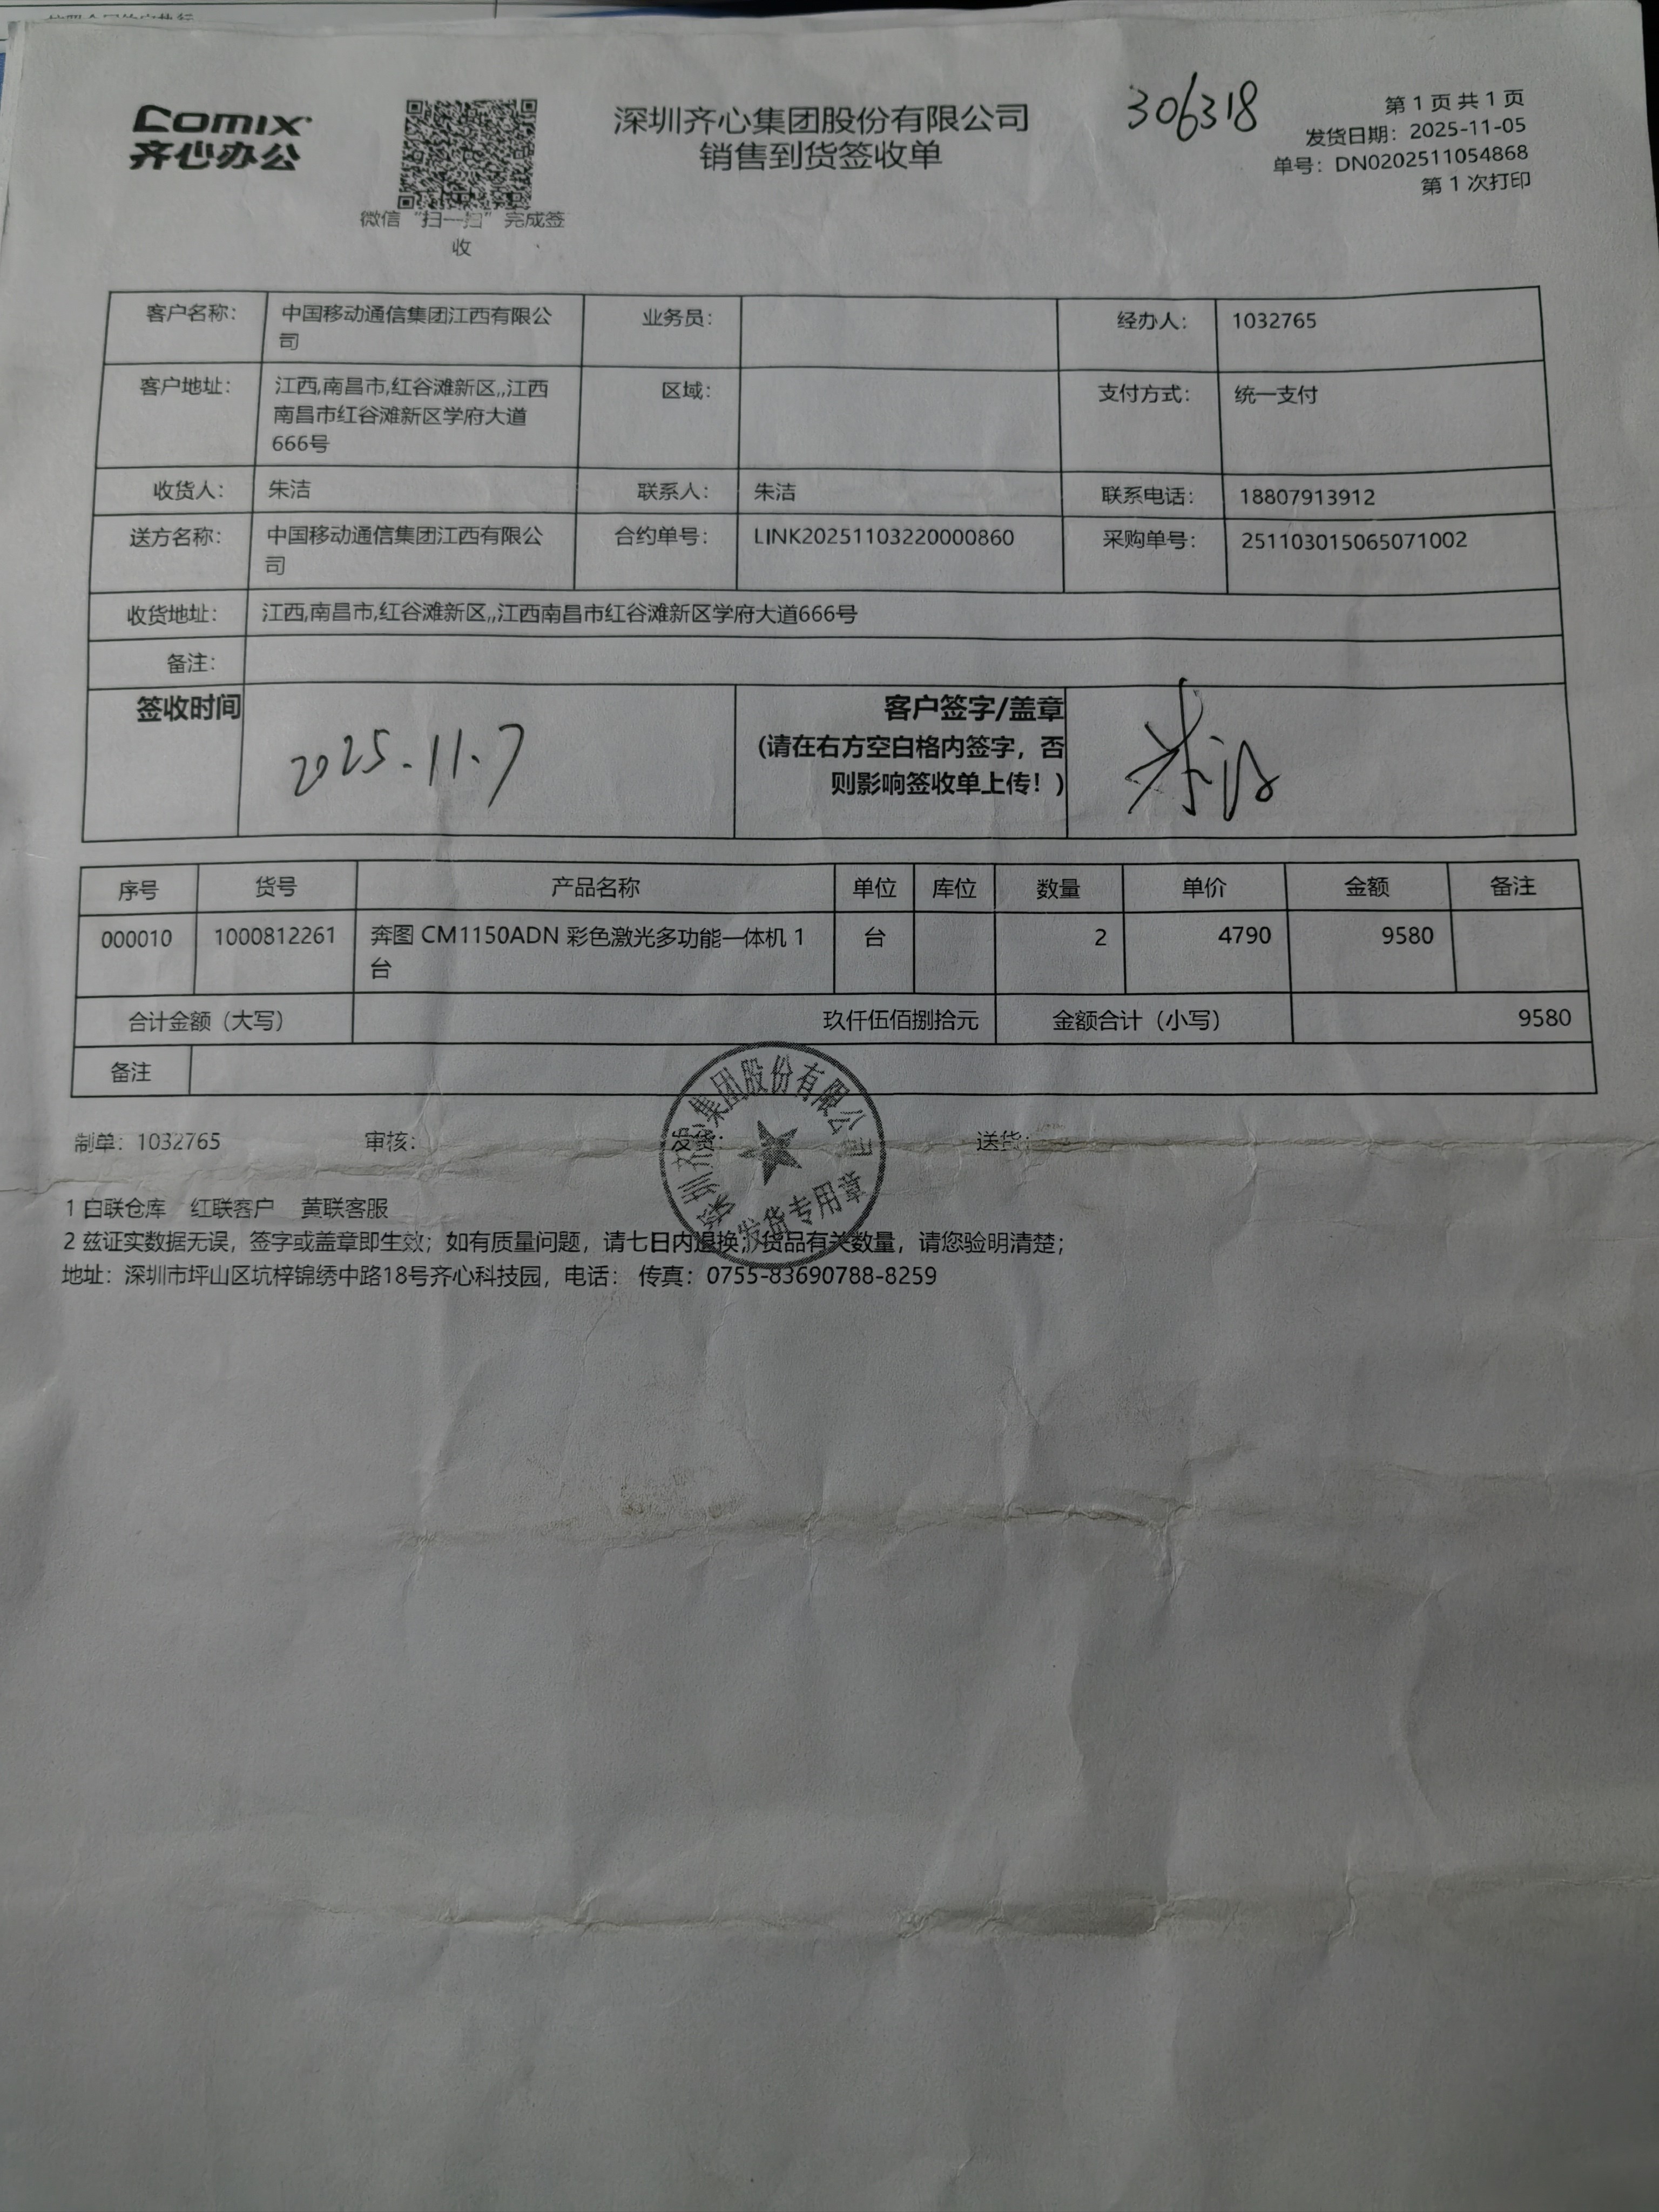 Comix
齐心办公
微信“扫一扫”完成签
收
深圳齐心集团股份有限公司
销售到货签收单
306318
第 1 页 共 1 页
发货日期：2025-11-05
单号：DN0202511054868
第 1 次打印
客户名称： 中国移动通信集团江西有限公 业务员： 经办人： 1032765
司
客户地址： 江西,南昌市,红谷滩新区,,江西 区域： 支付方式： 统一支付
南昌市红谷滩新区学府大道
666号
收货人： 朱洁 联系人： 朱洁 联系电话： 18807913912
送方名称： 中国移动通信集团江西有限公 合约单号： LINK20251103220000860 采购单号： 251103015065071002
司
收货地址： 江西,南昌市,红谷滩新区,,江西南昌市红谷滩新区学府大道666号
备注：
签收时间 2025.11.7 客户签字/盖章 朱洁
(请在右方空白格内签字，否
则影响签收单上传！)
序号 货号 产品名称 单位 库位 数量 单价 金额 备注
000010 1000812261 奔图 CM1150ADN 彩色激光多功能一体机 1 台 2 4790 9580
台
合计金额（大写） 玖仟伍佰捌拾元 金额合计（小写） 9580
备注
深圳齐心集团股份有限公司
发货专用章
制单：1032765 审核： 发货： 送货：
1 白联仓库 红联客户 黄联客服
2 兹证实数据无误，签字或盖章即生效；如有质量问题，请七日内退换；货品有关数量，请您验明清楚；
地址：深圳市坪山区坑梓锦绣中路18号齐心科技园，电话： 传真：0755-83690788-8259